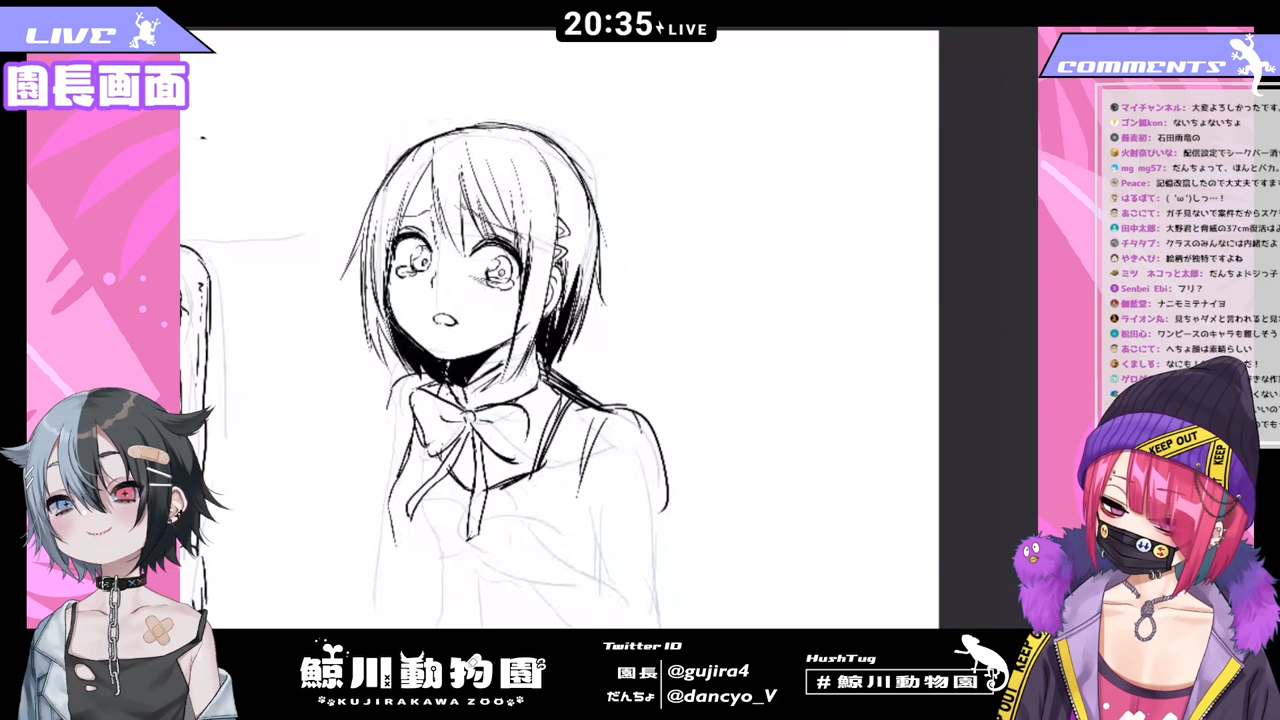 LIVE
園長画面
20:35 LIVE
COMMENTS
マイチャンネル: 大変よろしかったです
ゴン狐kon: ないちょないちょ
蕎麦初: 石田雨竜の
火射奈びいな: 配信設定でシークバー消
mg mg57: だんちょって、ほんとバカ。
Peace: 記憶改竄したので大丈夫ですま
はるぽて: ( 'ω')しっ…!
あこにて: ガチ見ないで案件だからスク
田中太郎: 大野君と脅威の37cm復活は
チタタプ: クラスのみんなには内緒だよ
やきへび: 絵柄が独特ですよね
ミツ ネコっと太郎: だんちょドジっ子
Senbei Ebi: フリ?
伽藍堂: ナニモミテナイヨ
ライオン丸: 見ちゃダメと言われると見
松田心: ワンピースのキャラも難しそう
あこにて: へちょ顔は素晴らしい
くましる: なにも
KEEP OUT
KEEP
KEEP
OUT
鯨川動物園
KUJIRAKAWA ZOO
Twitter ID
園長 @gujira4
だんちょ @dancyo_V
HashTag
#鯨川動物園